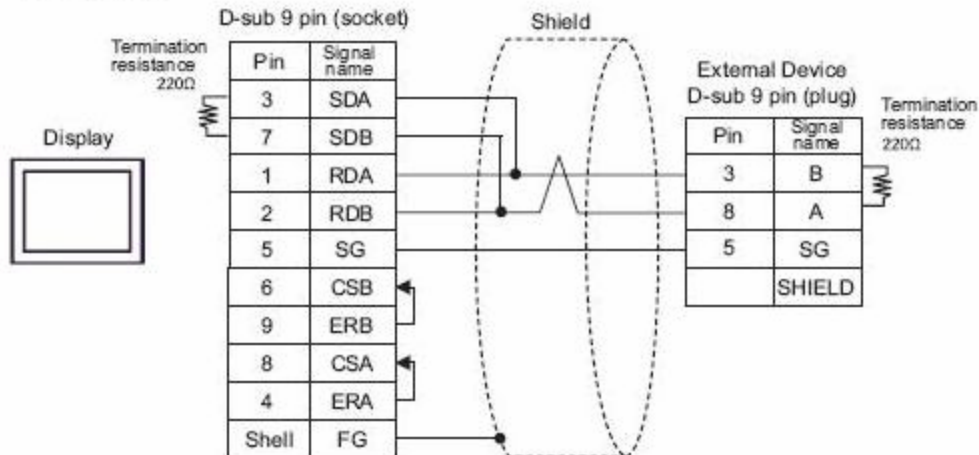 D-sub 9 pin (socket)
Shield
Termination
resistance
220Ω
Display
Pin Signal name
3 SDA
7 SDB
1 RDA
2 RDB
5 SG
6 CSB
9 ERB
8 CSA
4 ERA
Shell FG
External Device
D-sub 9 pin (plug)
Termination
resistance
220Ω
Pin Signal name
3 B
8 A
5 SG
SHIELD